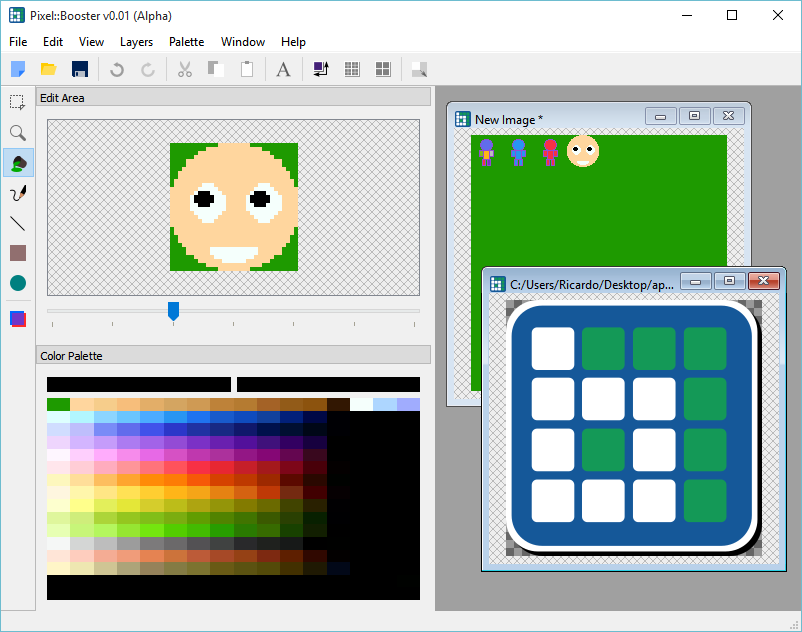 Pixel::Booster v0.01 (Alpha)
File Edit View Layers Palette Window Help
A
Edit Area
New Image *
C:/Users/Ricardo/Desktop/ap...
Color Palette